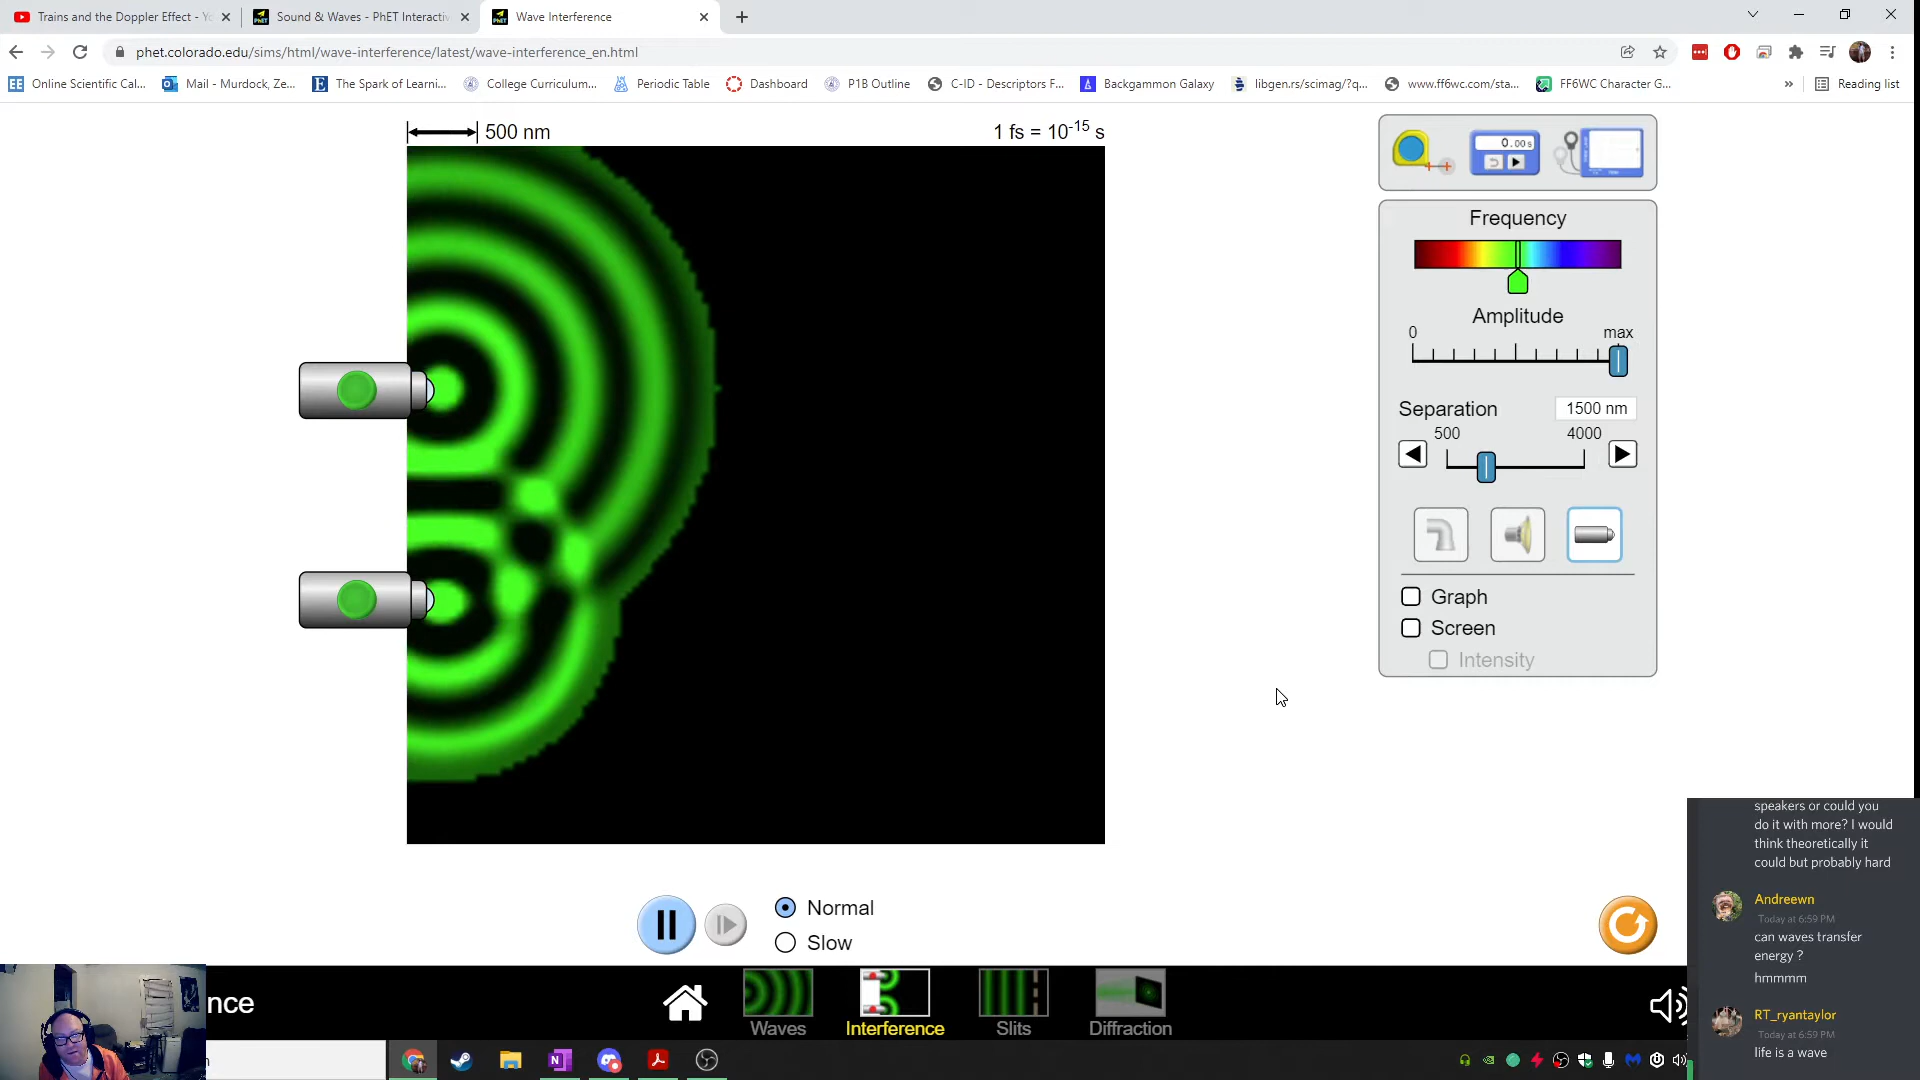 Trains and the Doppler Effect - Y
Sound & Waves - PhET Interactiv
Wave Interference
phet.colorado.edu/sims/html/wave-interference/latest/wave-interference_en.html
EE Online Scientific Cal...
Mail - Murdock, Ze...
The Spark of Learni...
College Curriculum...
Periodic Table
Dashboard
P1B Outline
C-ID - Descriptors F...
Backgammon Galaxy
libgen.rs/scimag/?q...
www.ff6wc.com/sta...
FF6WC Character G...
»
Reading list
500 nm
1 fs = 10⁻¹⁵ s
0.00s
Frequency
Amplitude
0
max
Separation
1500 nm
500
4000
Graph
Screen
Intensity
Normal
Slow
speakers or could you
do it with more? I would
think theoretically it
could but probably hard
Andreewn
Today at 6:59 PM
can waves transfer
energy ?
hmmmm
RT_ryantaylor
Today at 6:59 PM
life is a wave
nce
Waves
Interference
Slits
Diffraction